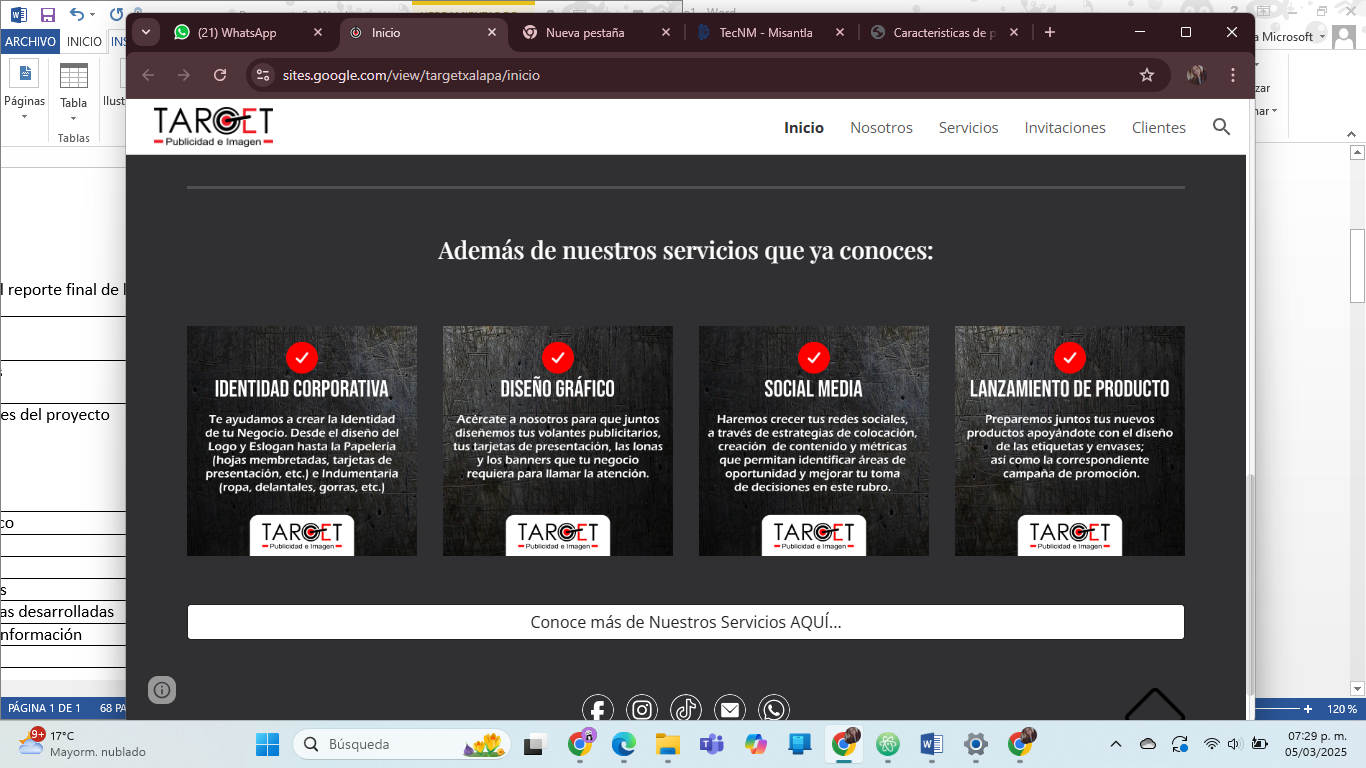 (21) WhatsApp
Inicio
Nueva pestaña
TecNM - Misantla
Caracteristicas de p
Word
ARCHIVO
INICIO
INS
a Microsoft
sites.google.com/view/targetxalapa/inicio
Páginas
Tabla
Ilust
Tablas
zar
nar
TARGET
Publicidad e Imagen
Inicio
Nosotros
Servicios
Invitaciones
Clientes
l reporte final de l
s
es del proyecto
co
s
as desarrolladas
nformación
Además de nuestros servicios que ya conoces:
IDENTIDAD CORPORATIVA
Te ayudamos a crear la Identidad
de tu Negocio. Desde el diseño del
Logo y Eslogan hasta la Papelería
(hojas membretadas, tarjetas de
presentación, etc.) e Indumentaria
(ropa, delantales, gorras, etc.)
TARGET
Publicidad e Imagen
DISEÑO GRÁFICO
Acércate a nosotros para que juntos
diseñemos tus volantes publicitarios,
tus tarjetas de presentación, las lonas
y los banners que tu negocio
requiera para llamar la atención.
TARGET
Publicidad e Imagen
SOCIAL MEDIA
Haremos crecer tus redes sociales,
a través de estrategias de colocación,
creación de contenido y métricas
que permitan identificar áreas de
oportunidad y mejorar tu toma
de decisiones en este rubro.
TARGET
Publicidad e Imagen
LANZAMIENTO DE PRODUCTO
Preparemos juntos tus nuevos
productos apoyándote con el diseño
de las etiquetas y envases;
así como la correspondiente
campaña de promoción.
TARGET
Publicidad e Imagen
Conoce más de Nuestros Servicios AQUÍ...
PÁGINA 1 DE 1
68 PA
120 %
9+
17°C
Mayorm. nublado
Búsqueda
07:29 p. m.
05/03/2025